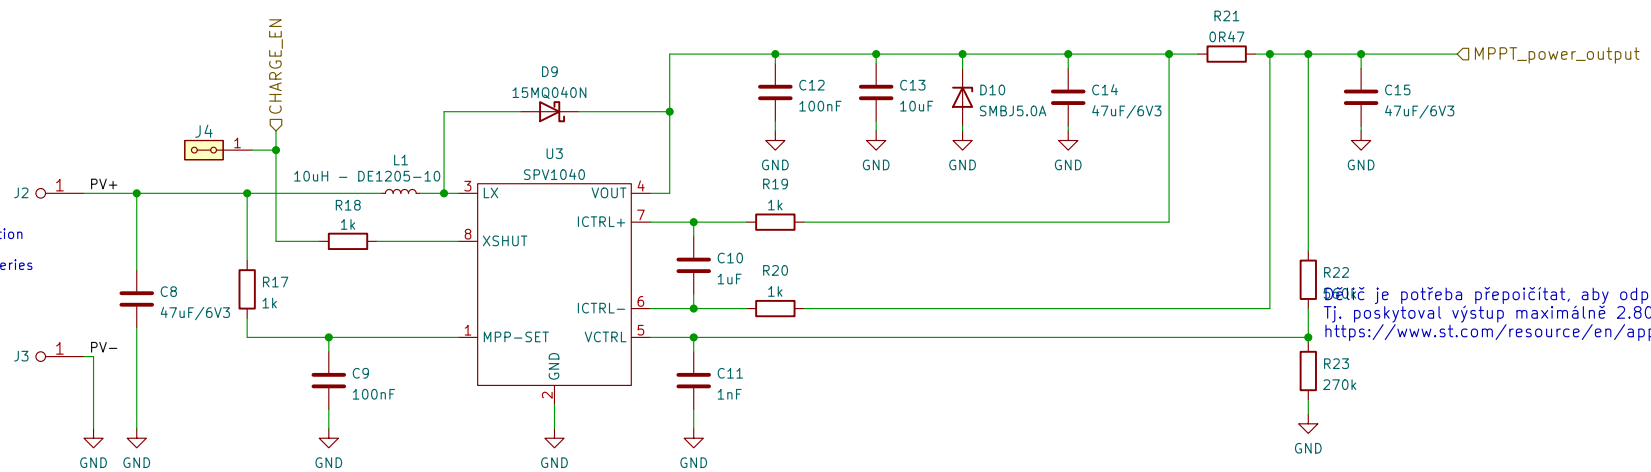 CHARGE_EN
J4
1
J2
1
PV+
tion
eries
C8
47uF/6V3
J3
1
PV-
GND
GND
R17
1k
R18
1k
L1
10uH - DE1205-10
C9
100nF
GND
D9
15MQ040N
U3
SPV1040
3
LX
8
XSHUT
1
MPP-SET
VOUT
4
ICTRL+
7
ICTRL-
6
VCTRL
5
GND
2
GND
C10
1uF
C11
1nF
GND
R19
1k
R20
1k
C12
100nF
GND
C13
10uF
GND
D10
SMBJ5.0A
GND
C14
47uF/6V3
GND
R21
0R47
C15
47uF/6V3
GND
MPPT_power_output
R22
Dělič je potřeba přepoičítat, aby odp
Tj. poskytoval výstup maximálně 2.80
https://www.st.com/resource/en/app
R23
270k
GND